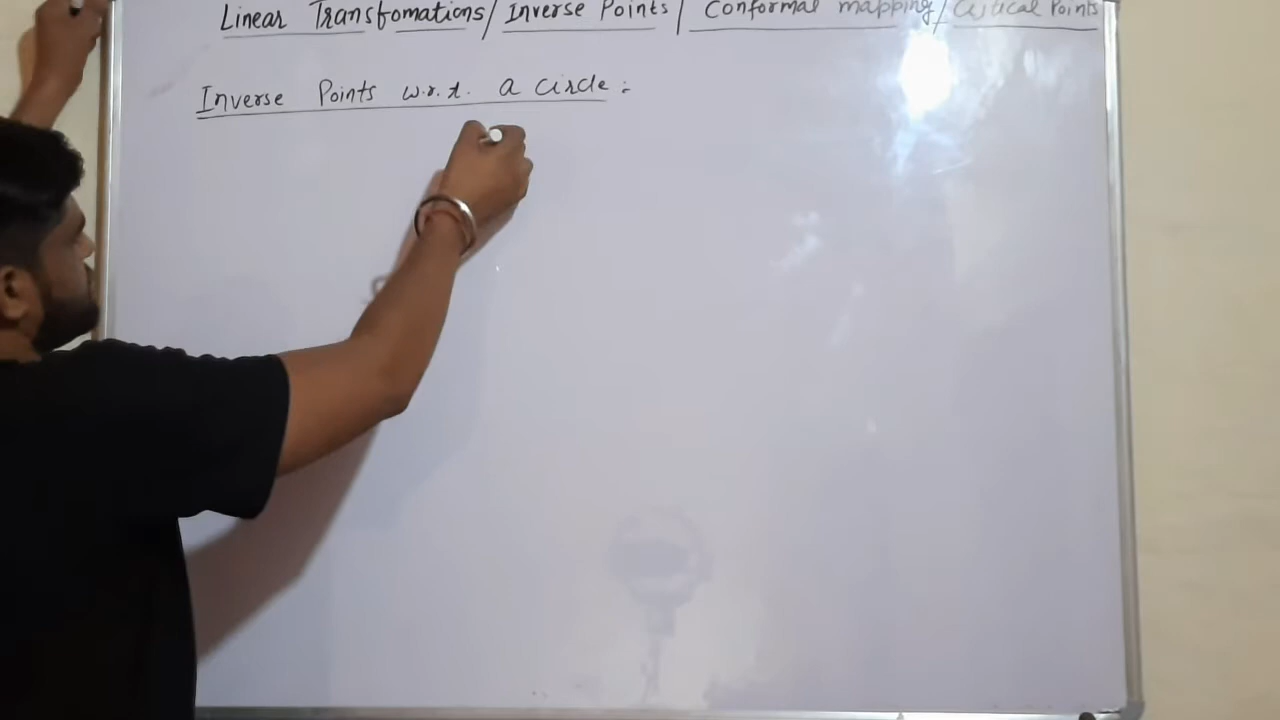 Linear Transfomations/ Inverse Points/ Conformal mapping/ Critical Points
Inverse Points w.r.t. a circle: